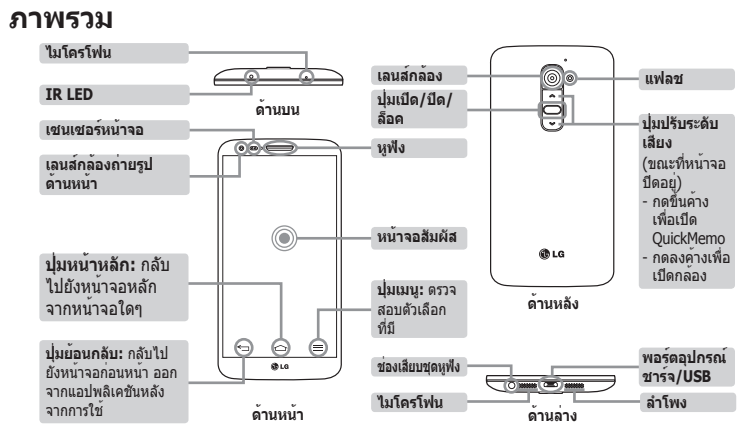 ภาพรวม
ไมโครโฟน
IR LED
ด้านบน
เซนเซอร์หน้าจอ
เลนส์กล้องถ่ายรูป
ด้านหน้า
หูฟัง
หน้าจอสัมผัส
ปุ่มหน้าหลัก: กลับ
ไปยังหน้าจอหลัก
จากหน้าจอใดๆ
ปุ่มเมนู: ตรวจ
สอบตัวเลือก
ที่มี
ปุ่มย้อนกลับ: กลับไป
ยังหน้าจอก่อนหน้า ออก
จากแอปพลิเคชันหลัง
จากการใช้
LG
ด้านหน้า
เลนส์กล้อง
ปุ่มเปิด/ปิด/
ล็อค
แฟลช
ปุ่มปรับระดับ
เสียง
(ขณะที่หน้าจอ
ปิดอยู่)
- กดขึ้นค้าง
เพื่อเปิด
QuickMemo
- กดลงค้างเพื่อ
เปิดกล้อง
LG
ด้านหลัง
ช่องเสียบชุดหูฟัง
พอร์ตอุปกรณ์
ชาร์จ/USB
ไมโครโฟน
ลำโพง
ด้านล่าง